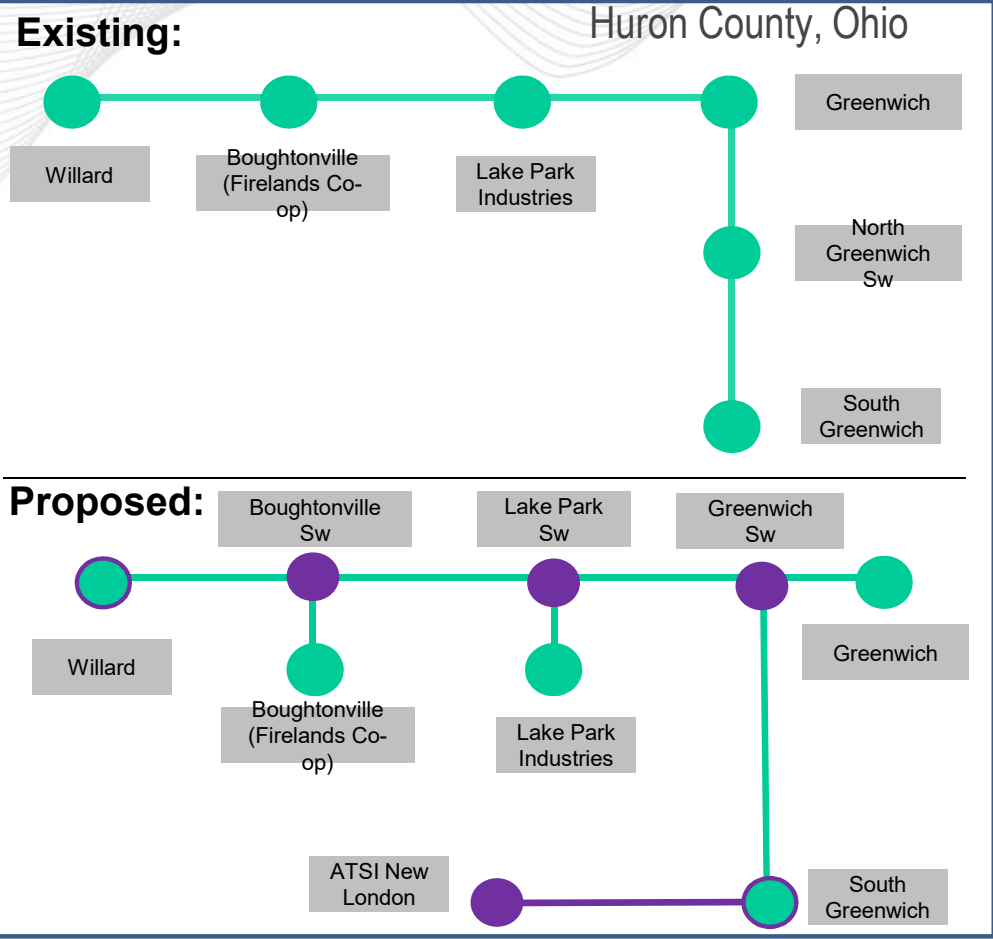 Existing:
Huron County, Ohio
Greenwich
Willard
Boughtonville
(Firelands Co-
op)
Lake Park
Industries
North
Greenwich
Sw
South
Greenwich
Proposed:
Boughtonville
Sw
Lake Park
Sw
Greenwich
Sw
Willard
Greenwich
Boughtonville
(Firelands Co-
op)
Lake Park
Industries
ATSI New
London
South
Greenwich